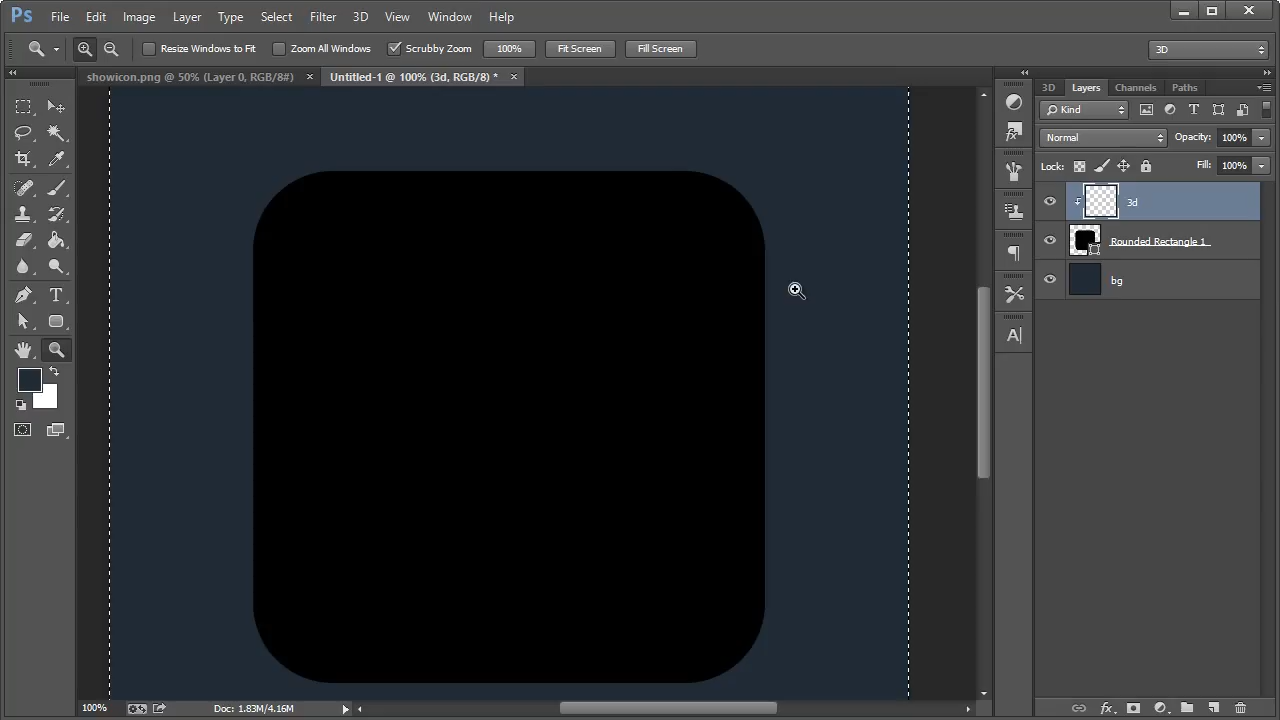 Ps File Edit Image Layer Type Select Filter 3D View Window Help
Resize Windows to Fit Zoom All Windows Scrubby Zoom 100% Fit Screen Fill Screen 3D
showicon.png @ 50% (Layer 0, RGB/8#) × Untitled-1 @ 100% (3d, RGB/8) * ×
3D Layers Channels Paths
Kind
Normal Opacity: 100%
Lock: Fill: 100%
3d
Rounded Rectangle 1
bg
100% Doc: 1.83M/4.16M